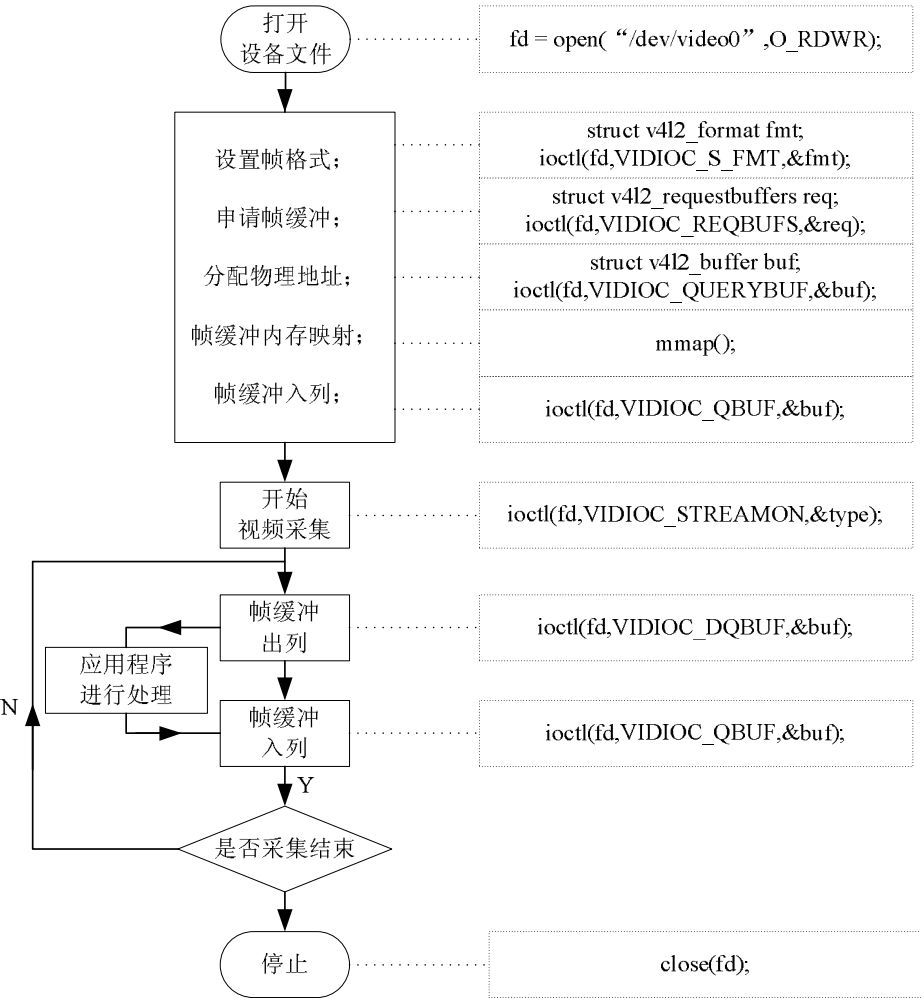 打开
设备文件
fd = open(“/dev/video0”,O_RDWR);
设置帧格式；
struct v4l2_format fmt;
ioctl(fd,VIDIOC_S_FMT,&fmt);
申请帧缓冲；
struct v4l2_requestbuffers req;
ioctl(fd,VIDIOC_REQBUFS,&req);
分配物理地址；
struct v4l2_buffer buf;
ioctl(fd,VIDIOC_QUERYBUF,&buf);
帧缓冲内存映射；
mmap();
帧缓冲入列；
ioctl(fd,VIDIOC_QBUF,&buf);
开始
视频采集
ioctl(fd,VIDIOC_STREAMON,&type);
帧缓冲
出列
ioctl(fd,VIDIOC_DQBUF,&buf);
应用程序
进行处理
N
帧缓冲
入列
ioctl(fd,VIDIOC_QBUF,&buf);
Y
是否采集结束
停止
close(fd);